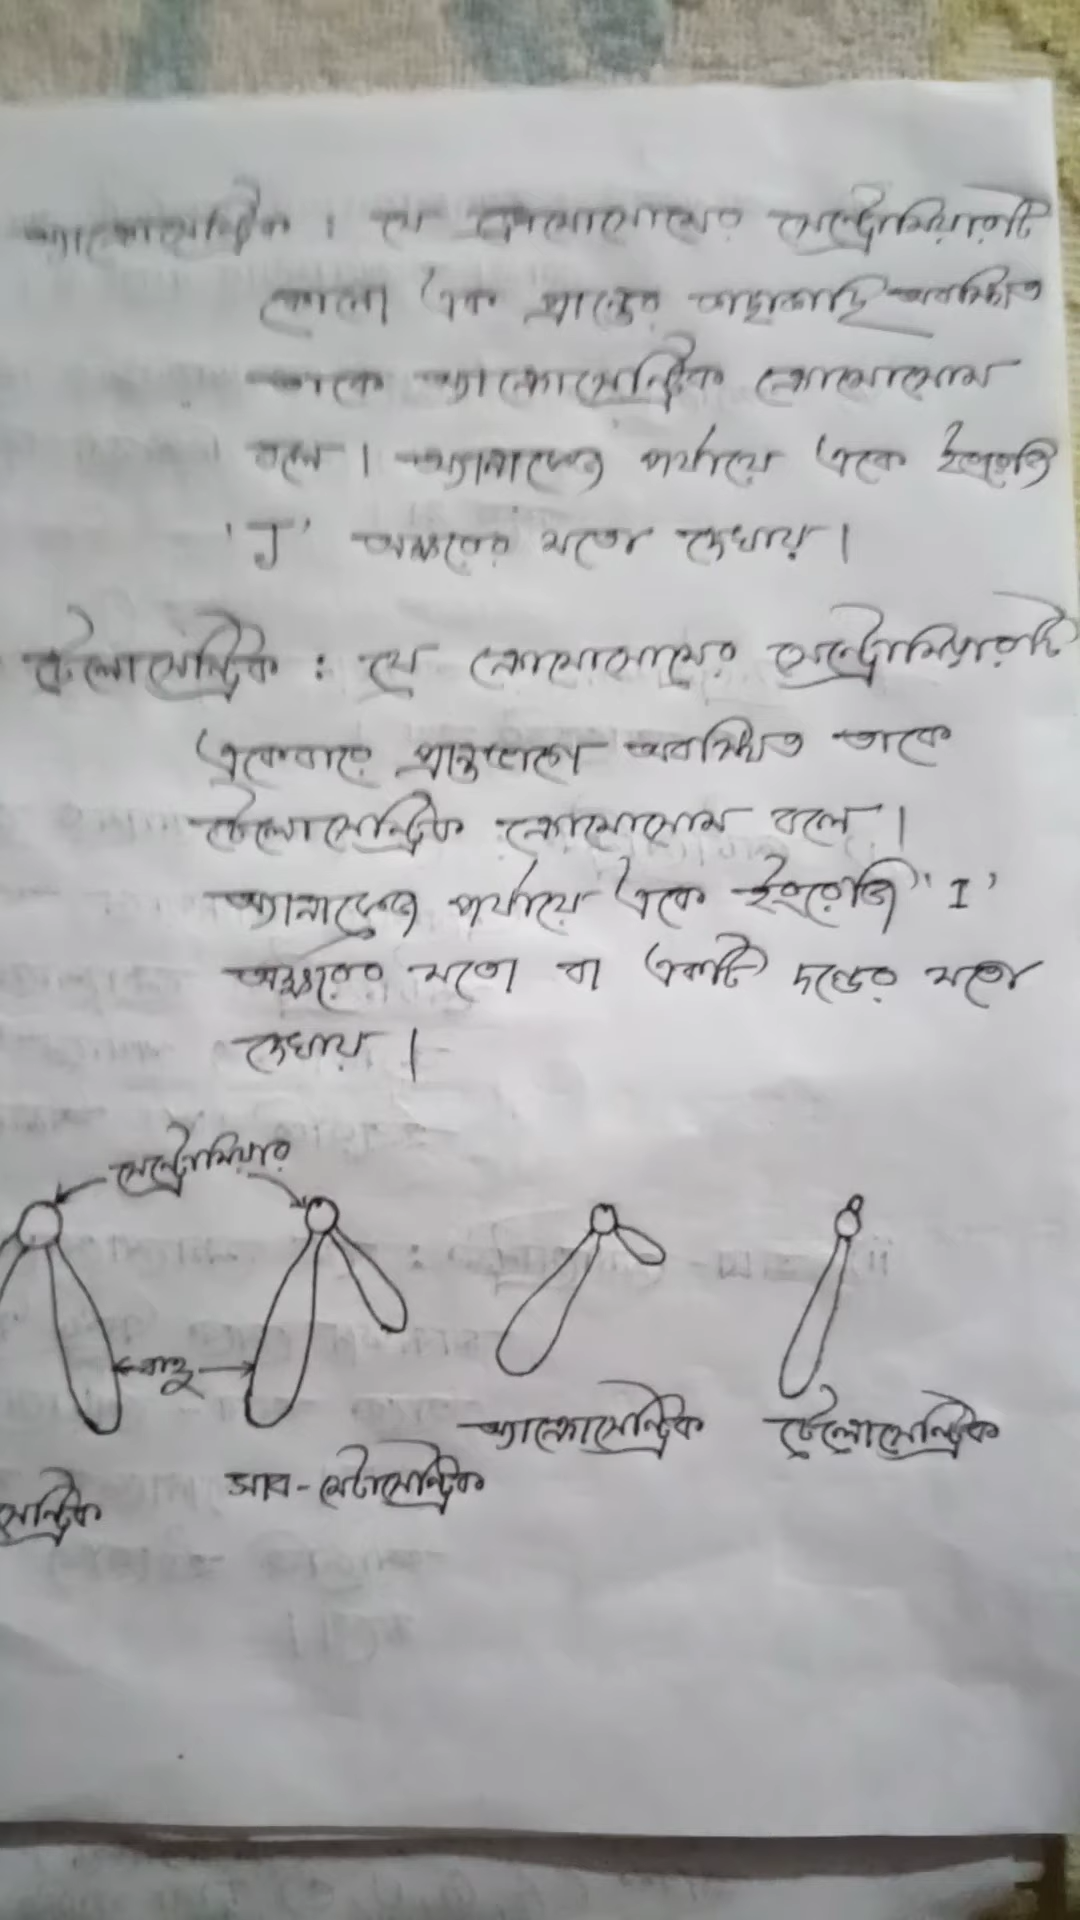 অ্যাক্রোসেন্ট্রিক : যে ক্রোমোসোমের সেন্ট্রোমিয়ারটি
কোনো এক প্রান্তের কাছাকাছি অবস্থিত
তাকে অ্যাক্রোসেন্ট্রিক ক্রোমোসোম
বলে । অ্যানাফেজ পর্যায়ে একে ইংরেজি
'J' অক্ষরের মতো দেখায় ।
টেলোসেন্ট্রিক : যে ক্রোমোসোমের সেন্ট্রোমিয়ারটি
একেবারে প্রান্তভাগে অবস্থিত তাকে
টেলোসেন্ট্রিক ক্রোমোসোম বলে ।
অ্যানাফেজ পর্যায়ে একে ইংরেজি 'I'
অক্ষরের মতো বা একটি দন্ডের মতো
দেখায় ।
সেন্ট্রোমিয়ার
বাহু
অ্যাক্রোসেন্ট্রিক টেলোসেন্ট্রিক
সাব-মেটাসেন্ট্রিক
সেন্ট্রিক